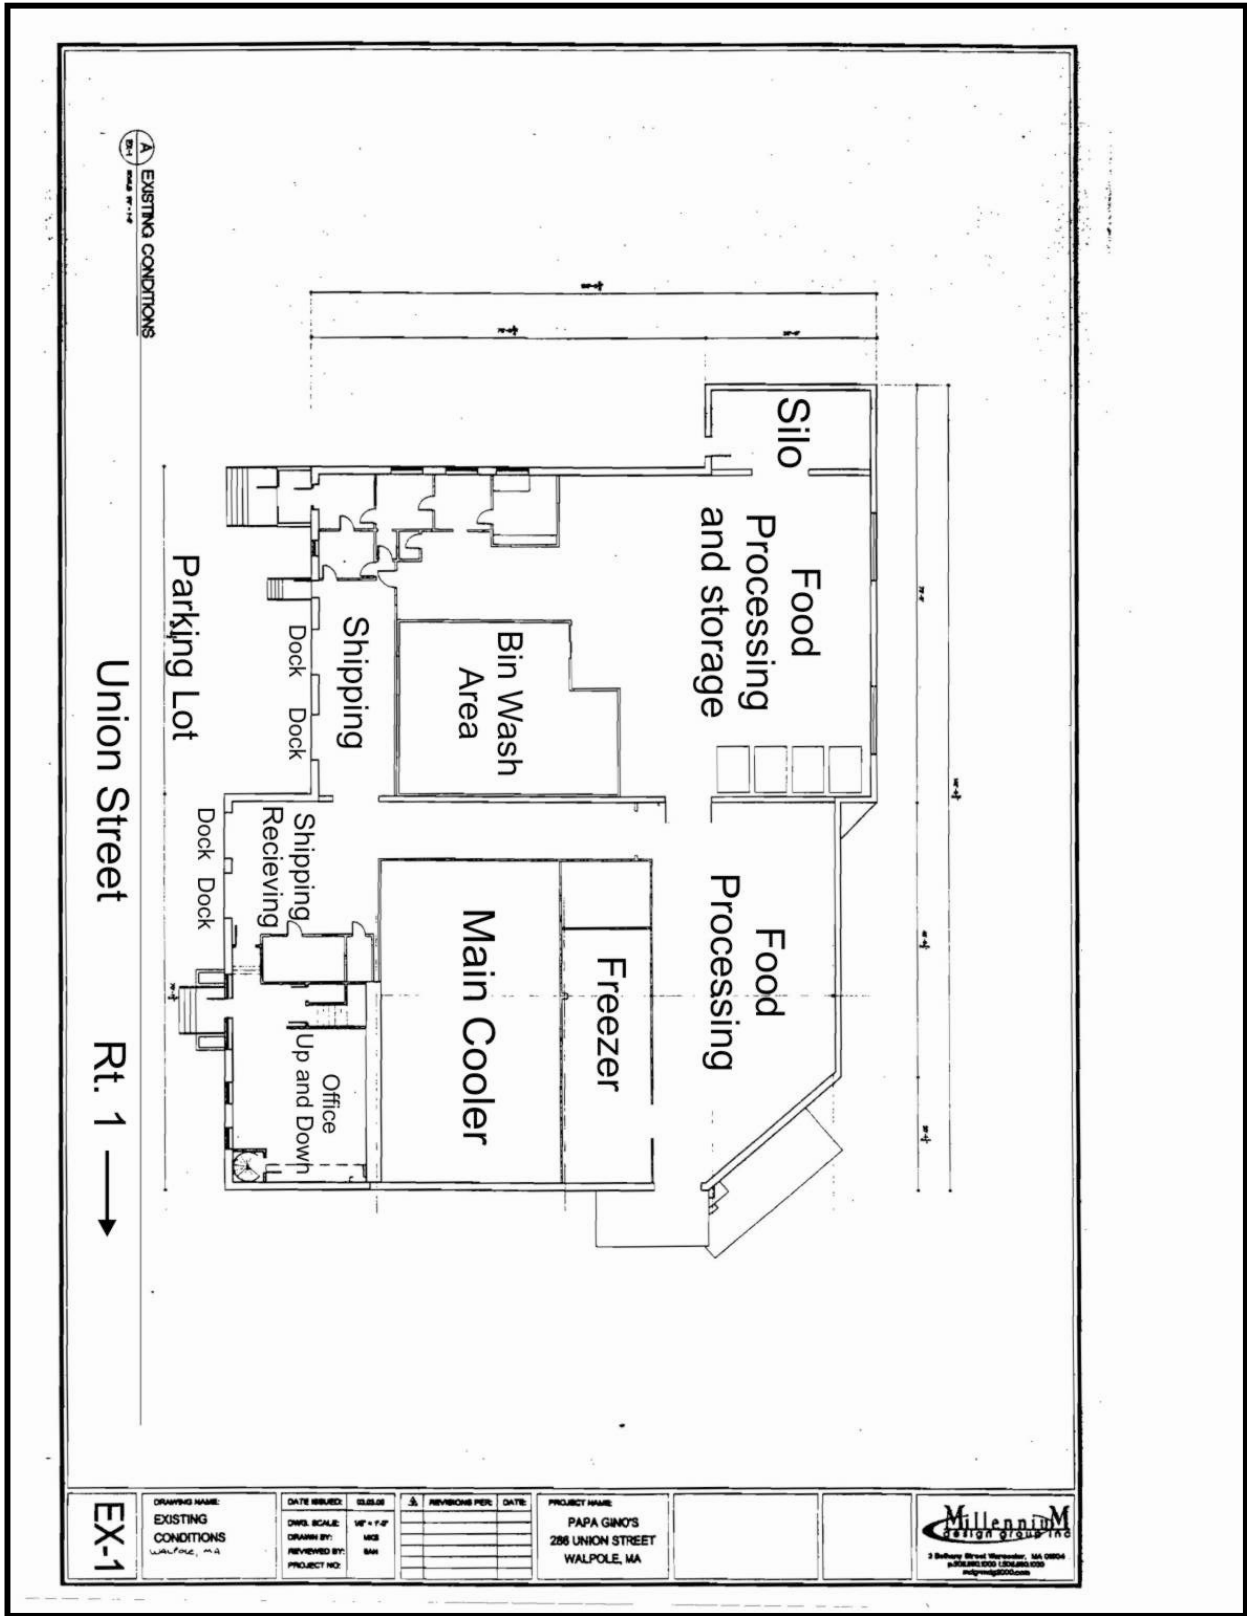 A
EXISTING CONDITIONS
Silo
Food
Processing
and storage
Bin Wash
Area
Shipping
Dock
Dock
Parking Lot
Food
Processing
Freezer
Main Cooler
Shipping
Recieving
Dock Dock
Office
Up and Down
Union Street
Rt. 1
EX-1
DRAWING NAME:
EXISTING
CONDITIONS
WALPOLE, MA
DATE ISSUED:
DWG. SCALE:
DRAWN BY:
REVIEWED BY:
PROJECT NO:
REVISIONS PER:
DATE:
PROJECT NAME:
PAPA GINO'S
286 UNION STREET
WALPOLE, MA
MillenniuM
design group inc